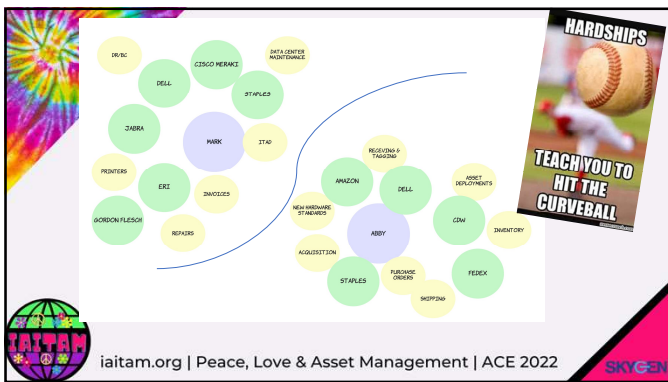 DR/BC
CISCO MERAKI
DATA CENTER
MAINTENANCE
DELL
STAPLES
JABRA
MARK
ITAD
PRINTERS
ERI
INVOICES
GORDON FLESCH
REPAIRS
RECEVING &
TAGGING
AMAZON
DELL
ASSET
DEPLOYMENTS
NEW HARDWARE
STANDARDS
CDW
ABBY
INVENTORY
ACQUISITION
PURCHASE
ORDERS
FEDEX
STAPLES
SHIPPING
HARDSHIPS
TEACH YOU TO
HIT THE
CURVEBALL
IAITAM
iaitam.org | Peace, Love & Asset Management | ACE 2022
SKYGEN